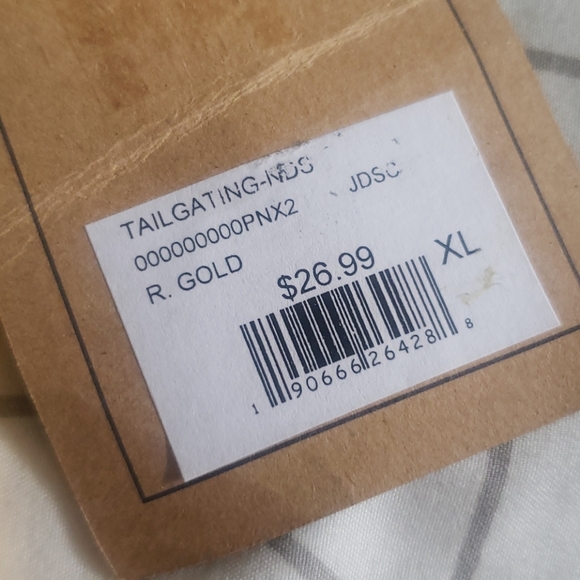 TAILGATING-NDS
JDSC
000000000PNX2
R. GOLD
$26.99
XL
1 90666 26428 8